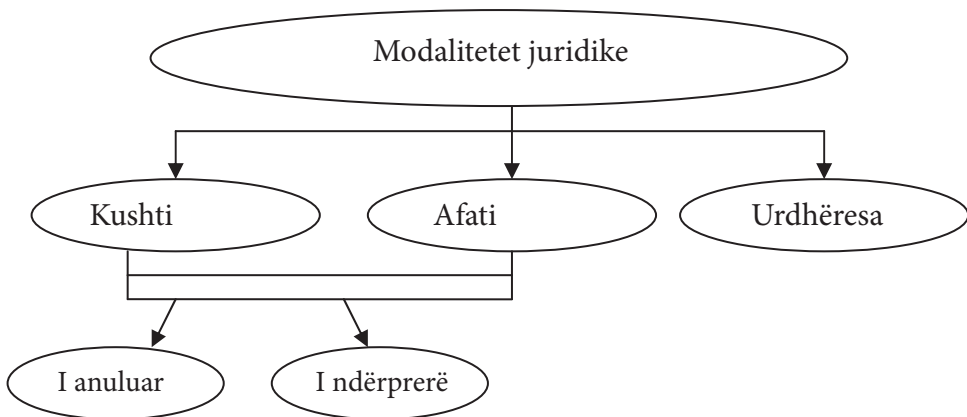 Modalitetet juridike
Kushti
Afati
Urdhëresa
I anuluar
I ndërprerë